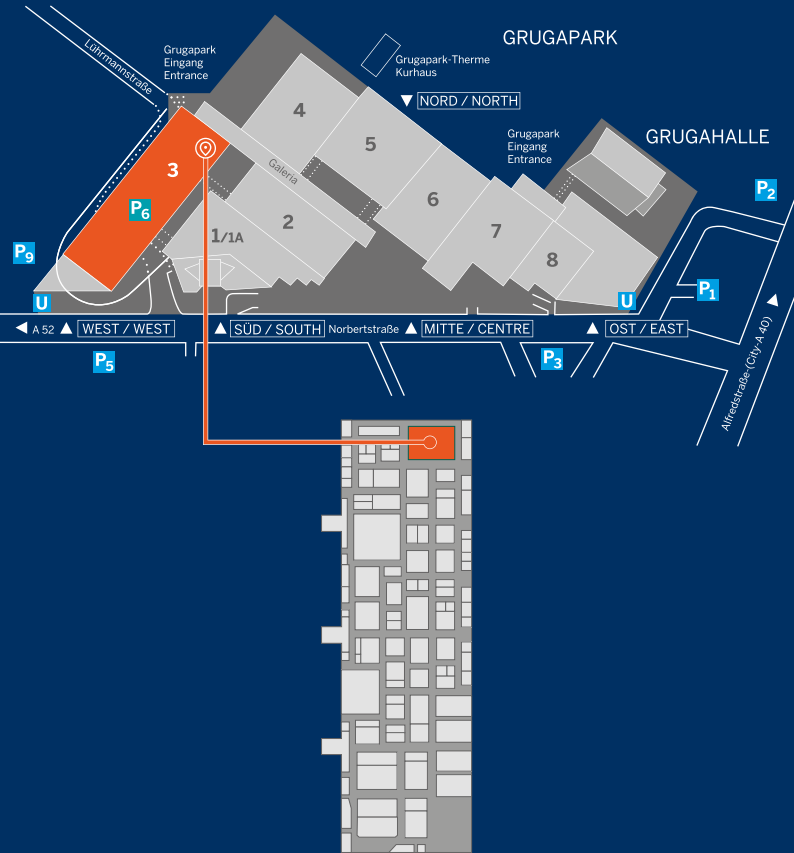 GRUGAPARK
Lührmannstraße
Grugapark
Eingang
Entrance
Grugapark-Therme
Kurhaus
NORD / NORTH
4
5
Grugapark
Eingang
Entrance
GRUGAHALLE
3
Galeria
P2
P6
6
2
1/1A
7
P9
8
U
U
P1
A 52
WEST / WEST
SÜD / SOUTH
Norbertstraße
MITTE / CENTRE
OST / EAST
P5
P3
Alfredstraße-(City-A 40)